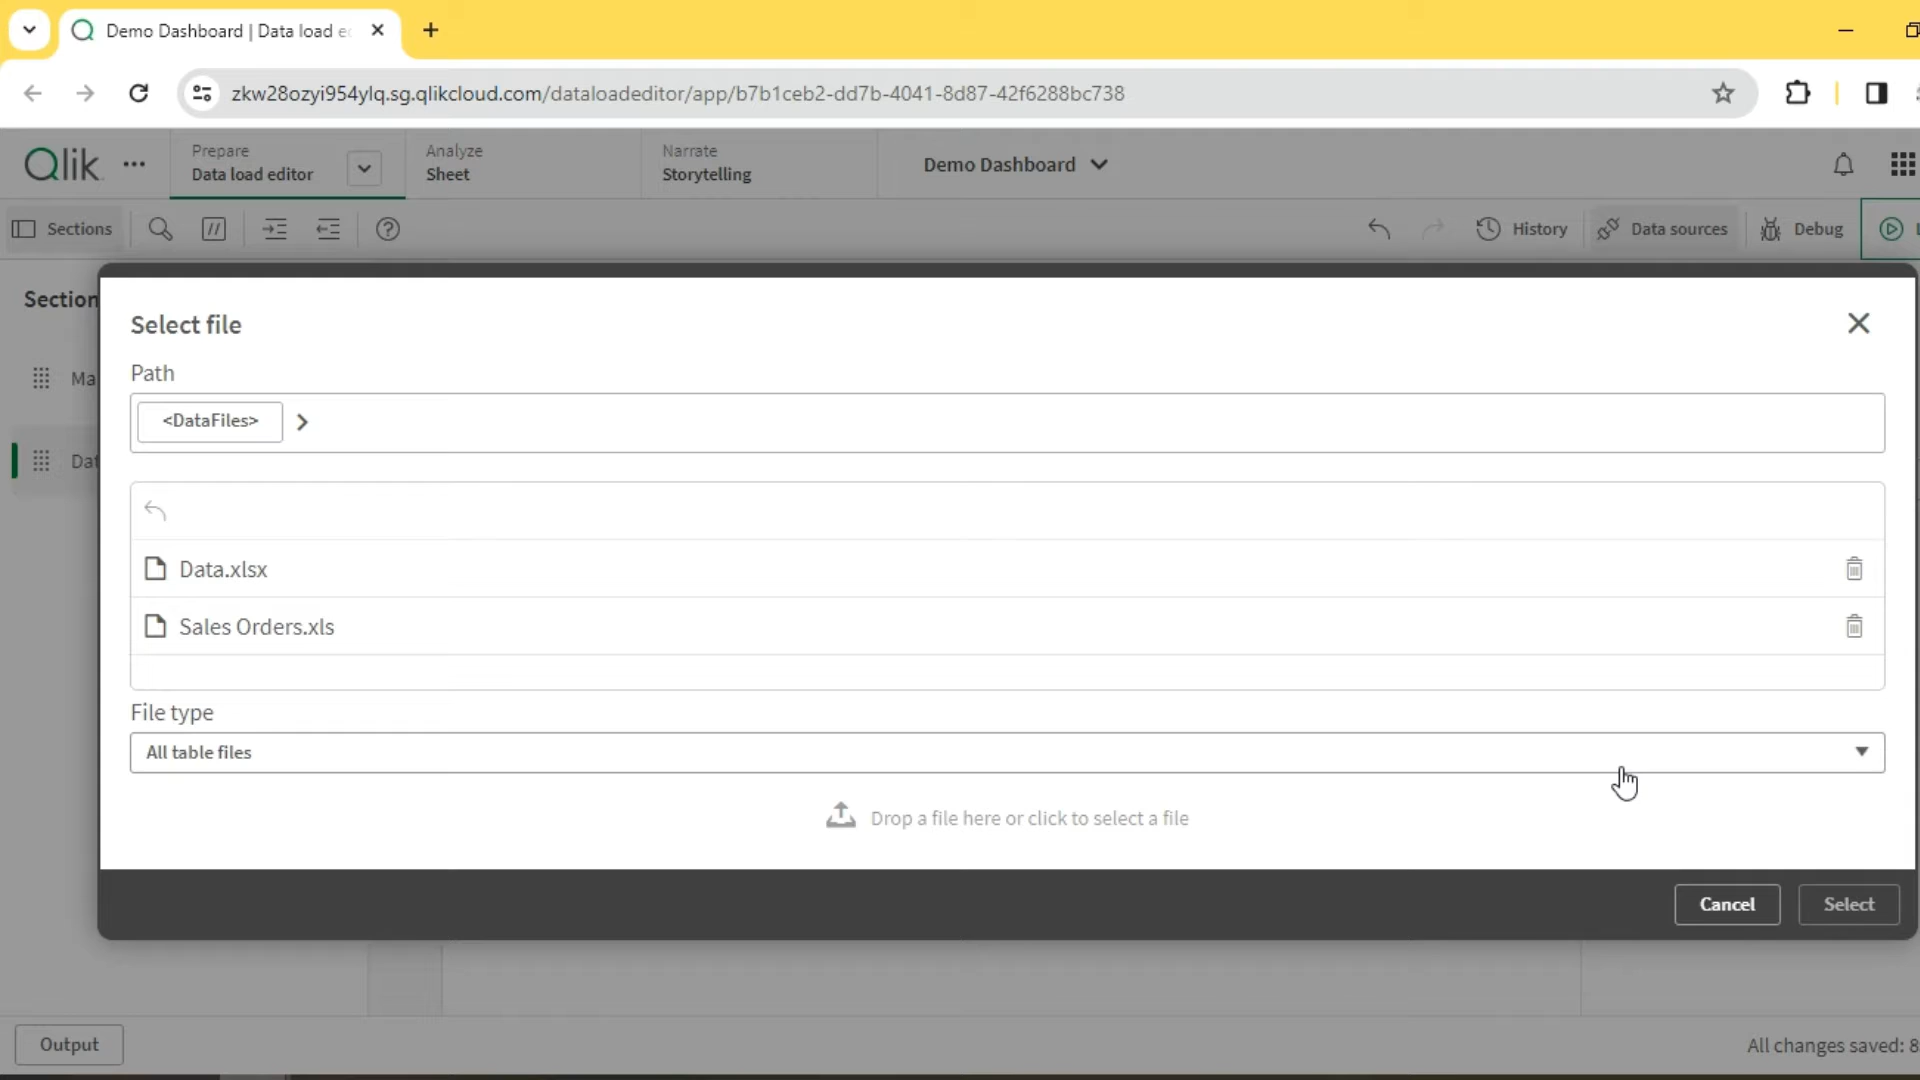 Demo Dashboard | Data load e
zkw28ozyi954ylq.sg.qlikcloud.com/dataloadeditor/app/b7b1ceb2-dd7b-4041-8d87-42f6288bc738
Qlik
Prepare
Data load editor
Analyze
Sheet
Narrate
Storytelling
Demo Dashboard
Sections
//
History
Data sources
Debug
Section
Select file
Path
<DataFiles>
Ma
Dat
Data.xlsx
Sales Orders.xls
File type
All table files
Drop a file here or click to select a file
Cancel
Select
Output
All changes saved: 8